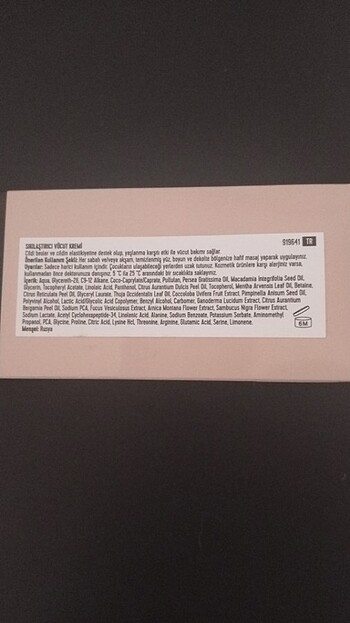 SIKILAŞTIRICI VÜCUT KREMİ
919641 TR
Cildi besler ve cildin elastikiyetine destek olup, yaşlanma karşıtı etki ile vücut bakımı sağlar.
Önerilen Kullanım Şekli: Her sabah ve/veya akşam, temizlenmiş yüz, boyun ve dekolte bölgenize hafif masaj yaparak uygulayınız.
Uyarılar: Sadece harici kullanım içindir. Çocukların ulaşabileceği yerlerden uzak tutunuz. Kozmetik ürünlere karşı alerjiniz varsa,
kullanmadan önce doktorunuza danışınız. 5 °C ila 25 °C arasındaki bir sıcaklıkta saklayınız.
İçerik: Aqua, Glycereth-26, C9-12 Alkane, Coco-Caprylate/Caprate, Pullulan, Persea Gratissima Oil, Macadamia Integrifolia Seed Oil,
Glycerin, Tocopheryl Acetate, Linoleic Acid, Panthenol, Citrus Aurantium Dulcis Peel Oil, Tocopherol, Mentha Arvensis Leaf Oil, Betaine,
Citrus Reticulata Peel Oil, Glyceryl Laurate, Thuja Occidentalis Leaf Oil, Coccoloba Uvifera Fruit Extract, Pimpinella Anisum Seed Oil,
Polyvinyl Alcohol, Lactic Acid/Glycolic Acid Copolymer, Benzyl Alcohol, Carbomer, Ganoderma Lucidum Extract, Citrus Aurantium
Bergamia Peel Oil, Sodium PCA, Fucus Vesiculosus Extract, Arnica Montana Flower Extract, Sambucus Nigra Flower Extract,
Sodium Lactate, Acetyl Cyclohexapeptide-34, Linolenic Acid, Alanine, Sodium Benzoate, Potassium Sorbate, Aminomethyl
Propanol, PCA, Glycine, Proline, Citric Acid, Lysine Hcl, Threonine, Arginine, Glutamic Acid, Serine, Limonene.
Menşei: Rusya
6M